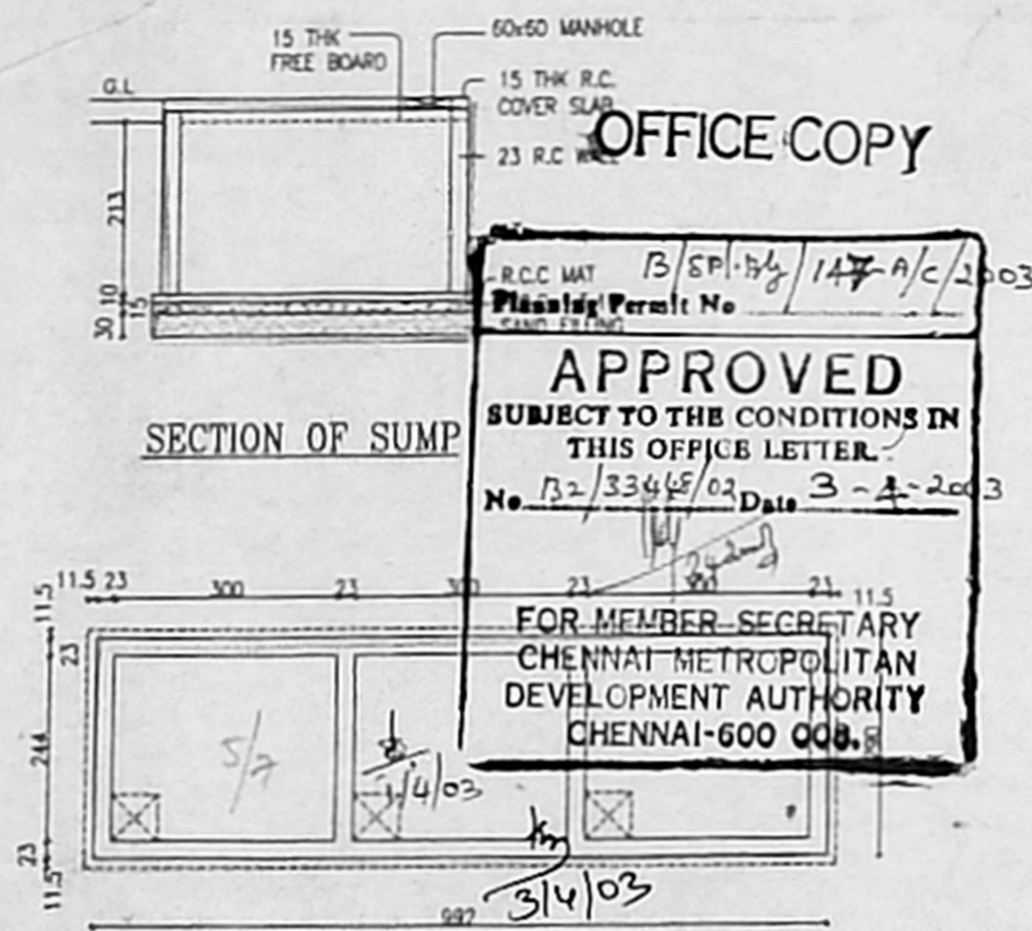 15 THK
FREE BOARD
60x60 MANHOLE
G.L
15 THK R.C.
COVER SLAB
23 R.C WALL
OFFICE COPY
213
10
15
30
R.C.C MAT
B/SP.Bg/147-A/C/2003
Planning Permit No
SAND FILLING
APPROVED
SUBJECT TO THE CONDITIONS IN
THIS OFFICE LETTER.
No B2/33448/02 Date 3-4-2003
SECTION OF SUMP
11.5 23 300 23 300 23 300 23 11.5
11.5
23
244
23
11.5
FOR MEMBER-SECRETARY
CHENNAI METROPOLITAN
DEVELOPMENT AUTHORITY
CHENNAI-600 008.
5/7
1/4/03
3/4/03
992